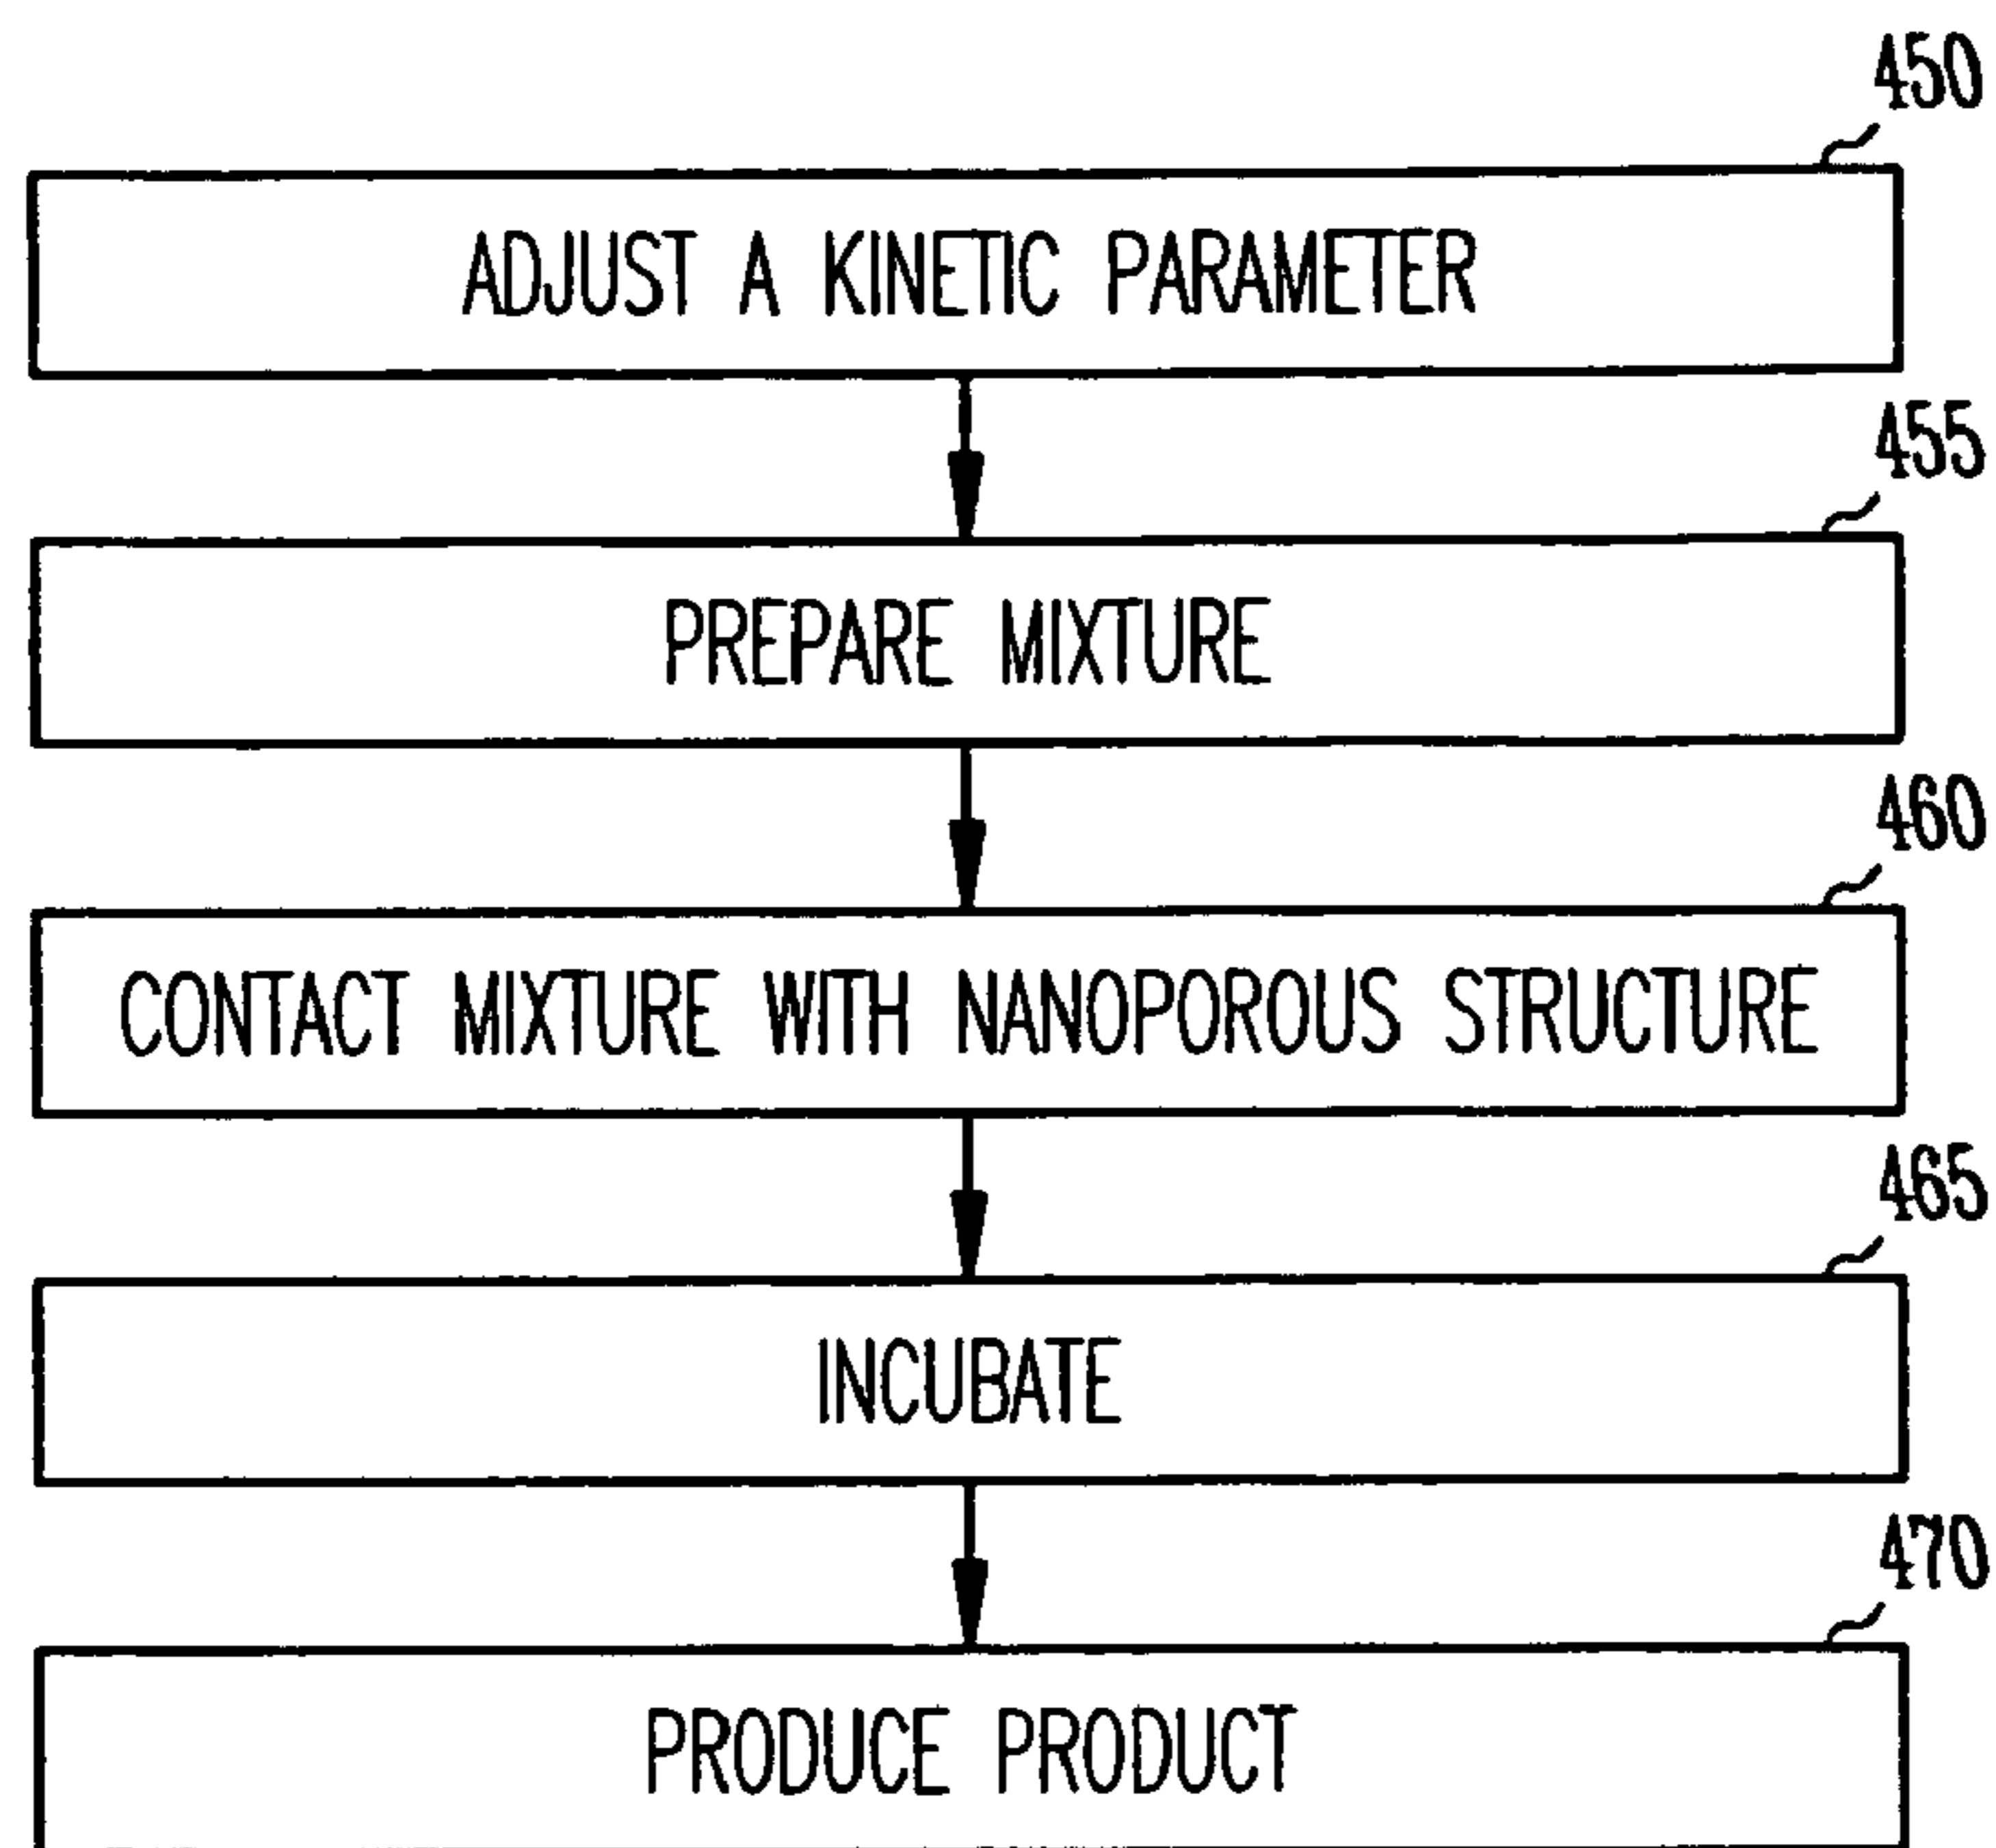 450
ADJUST A KINETIC PARAMETER
455
PREPARE MIXTURE
460
CONTACT MIXTURE WITH NANOPOROUS STRUCTURE
465
INCUBATE
470
PRODUCE PRODUCT